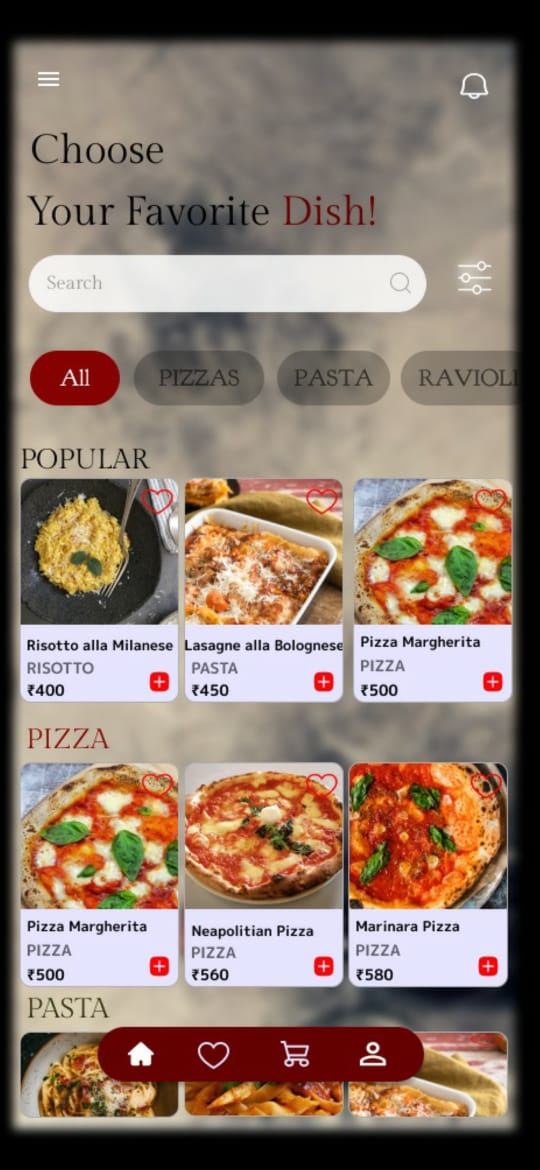 Choose
Your Favorite Dish!
Search
All PIZZAS PASTA RAVIOLI
POPULAR
Risotto alla Milanese
RISOTTO
₹400
Lasagne alla Bolognese
PASTA
₹450
Pizza Margherita
PIZZA
₹500
PIZZA
Pizza Margherita
PIZZA
₹500
Neapolitian Pizza
PIZZA
₹560
Marinara Pizza
PIZZA
₹580
PASTA